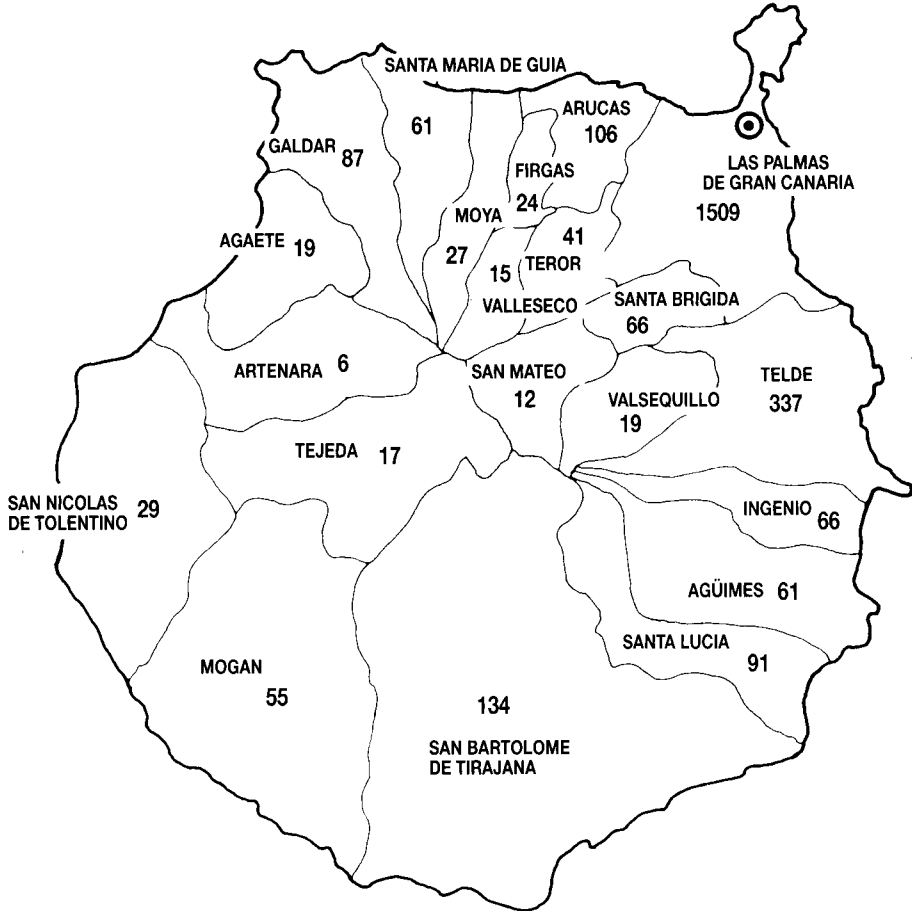 SANTA MARIA DE GUIA
61
ARUCAS
106
GALDAR
87
LAS PALMAS
DE GRAN CANARIA
1509
FIRGAS
24
MOYA
27
AGAETE 19
41
TEROR
15
VALLESECO
SANTA BRIGIDA
66
ARTENARA 6
SAN MATEO
12
VALSEQUILLO
19
TELDE
337
TEJEDA 17
SAN NICOLAS
DE TOLENTINO 29
INGENIO
66
AGÜIMES 61
SANTA LUCIA
91
MOGAN
55
134
SAN BARTOLOME
DE TIRAJANA